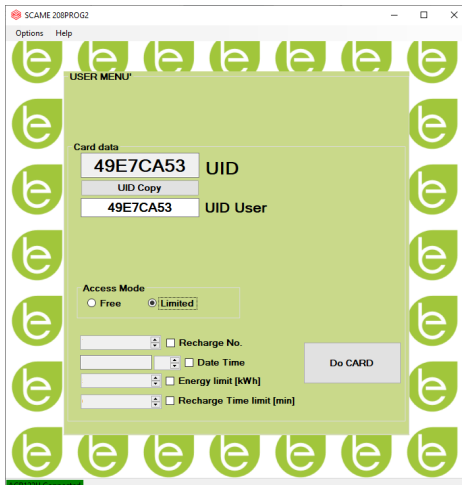 SCAME 208PROG2
Options Help
USER MENU'
Card data
49E7CA53 UID
UID Copy
49E7CA53 UID User
Access Mode
Free Limited
Recharge No.
Date Time
Do CARD
Energy limit [kWh]
Recharge Time limit [min]